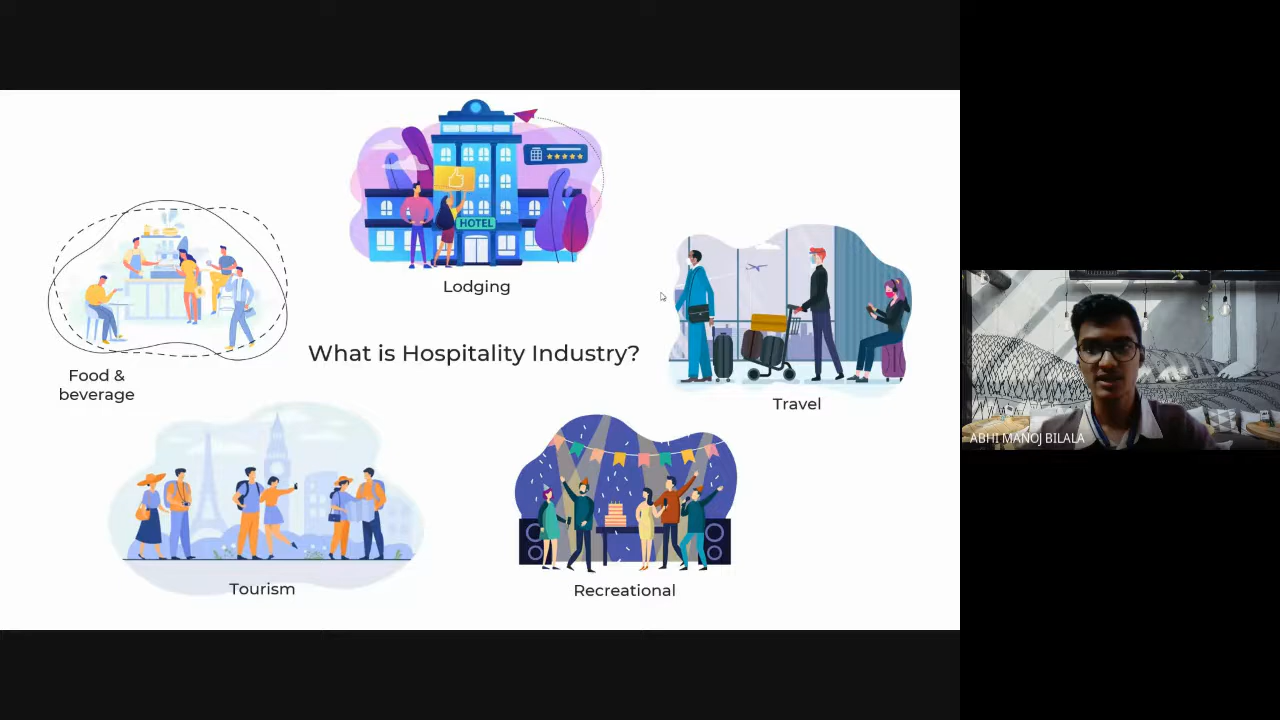 HOTEL
Lodging
What is Hospitality Industry?
Food &
beverage
Travel
ABHI MANOJ BILALA
Tourism
Recreational